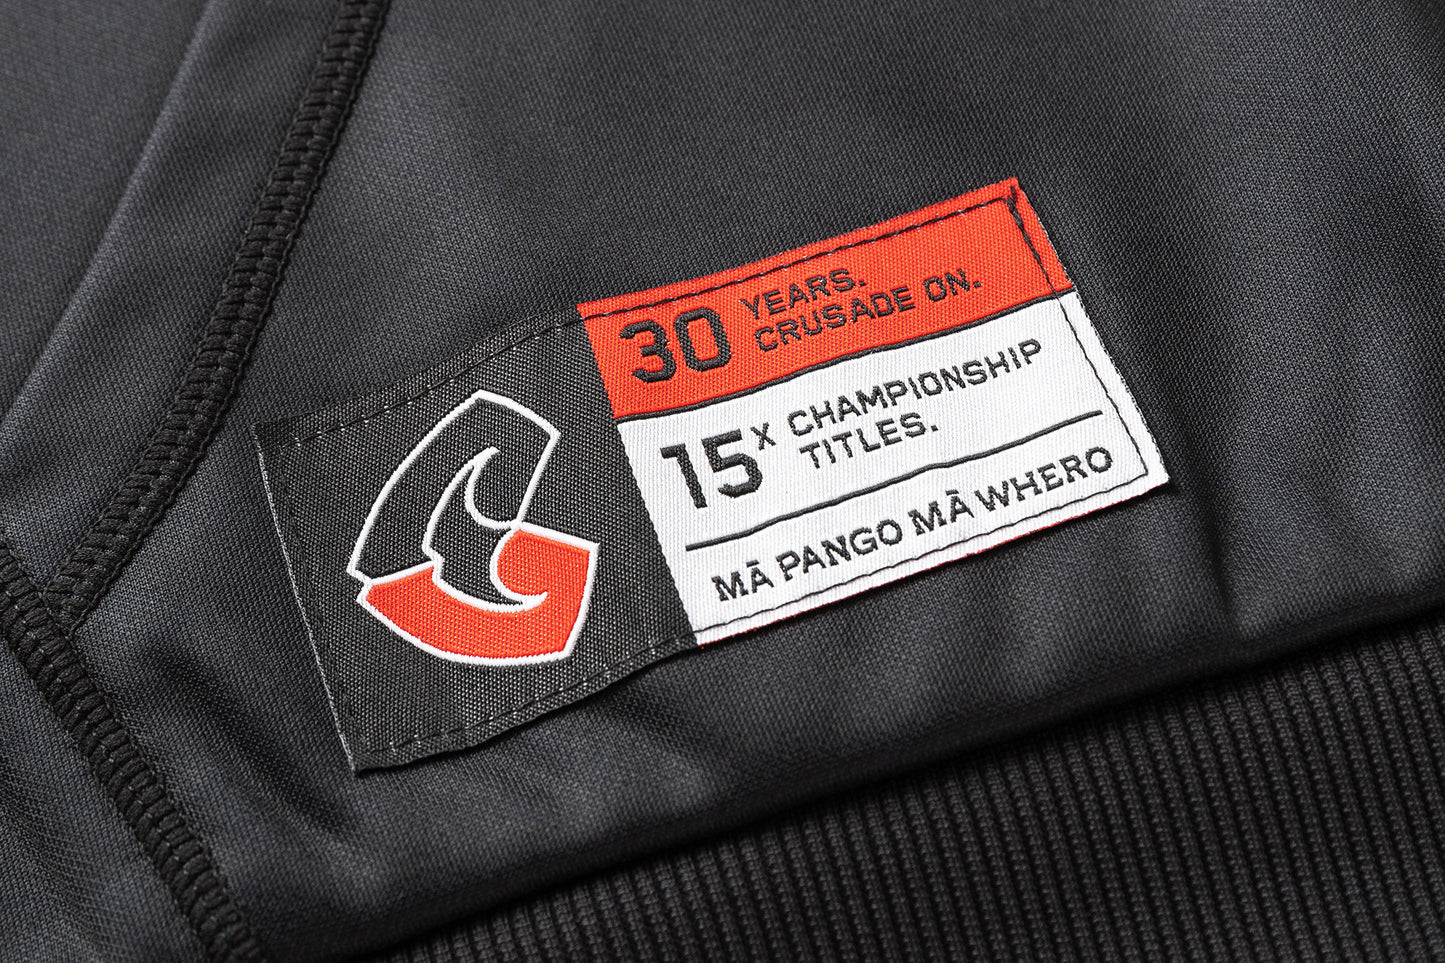 30 YEARS.
CRUSADE ON.
15X CHAMPIONSHIP
TITLES.
MĀ PANGO MĀ WHERO